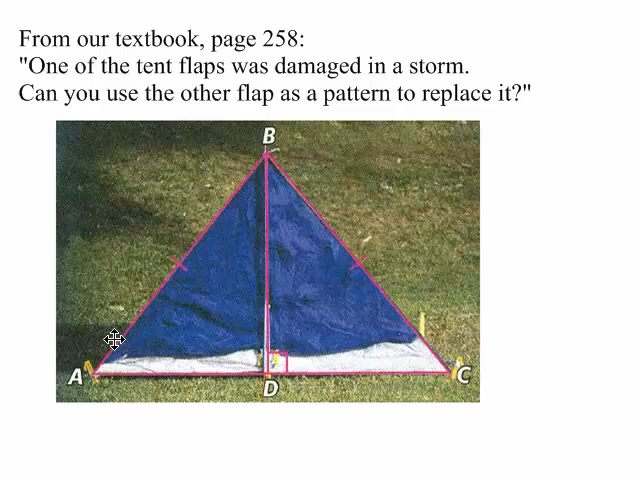 From our textbook, page 258:
"One of the tent flaps was damaged in a storm.
Can you use the other flap as a pattern to replace it?"
B
A
D
C